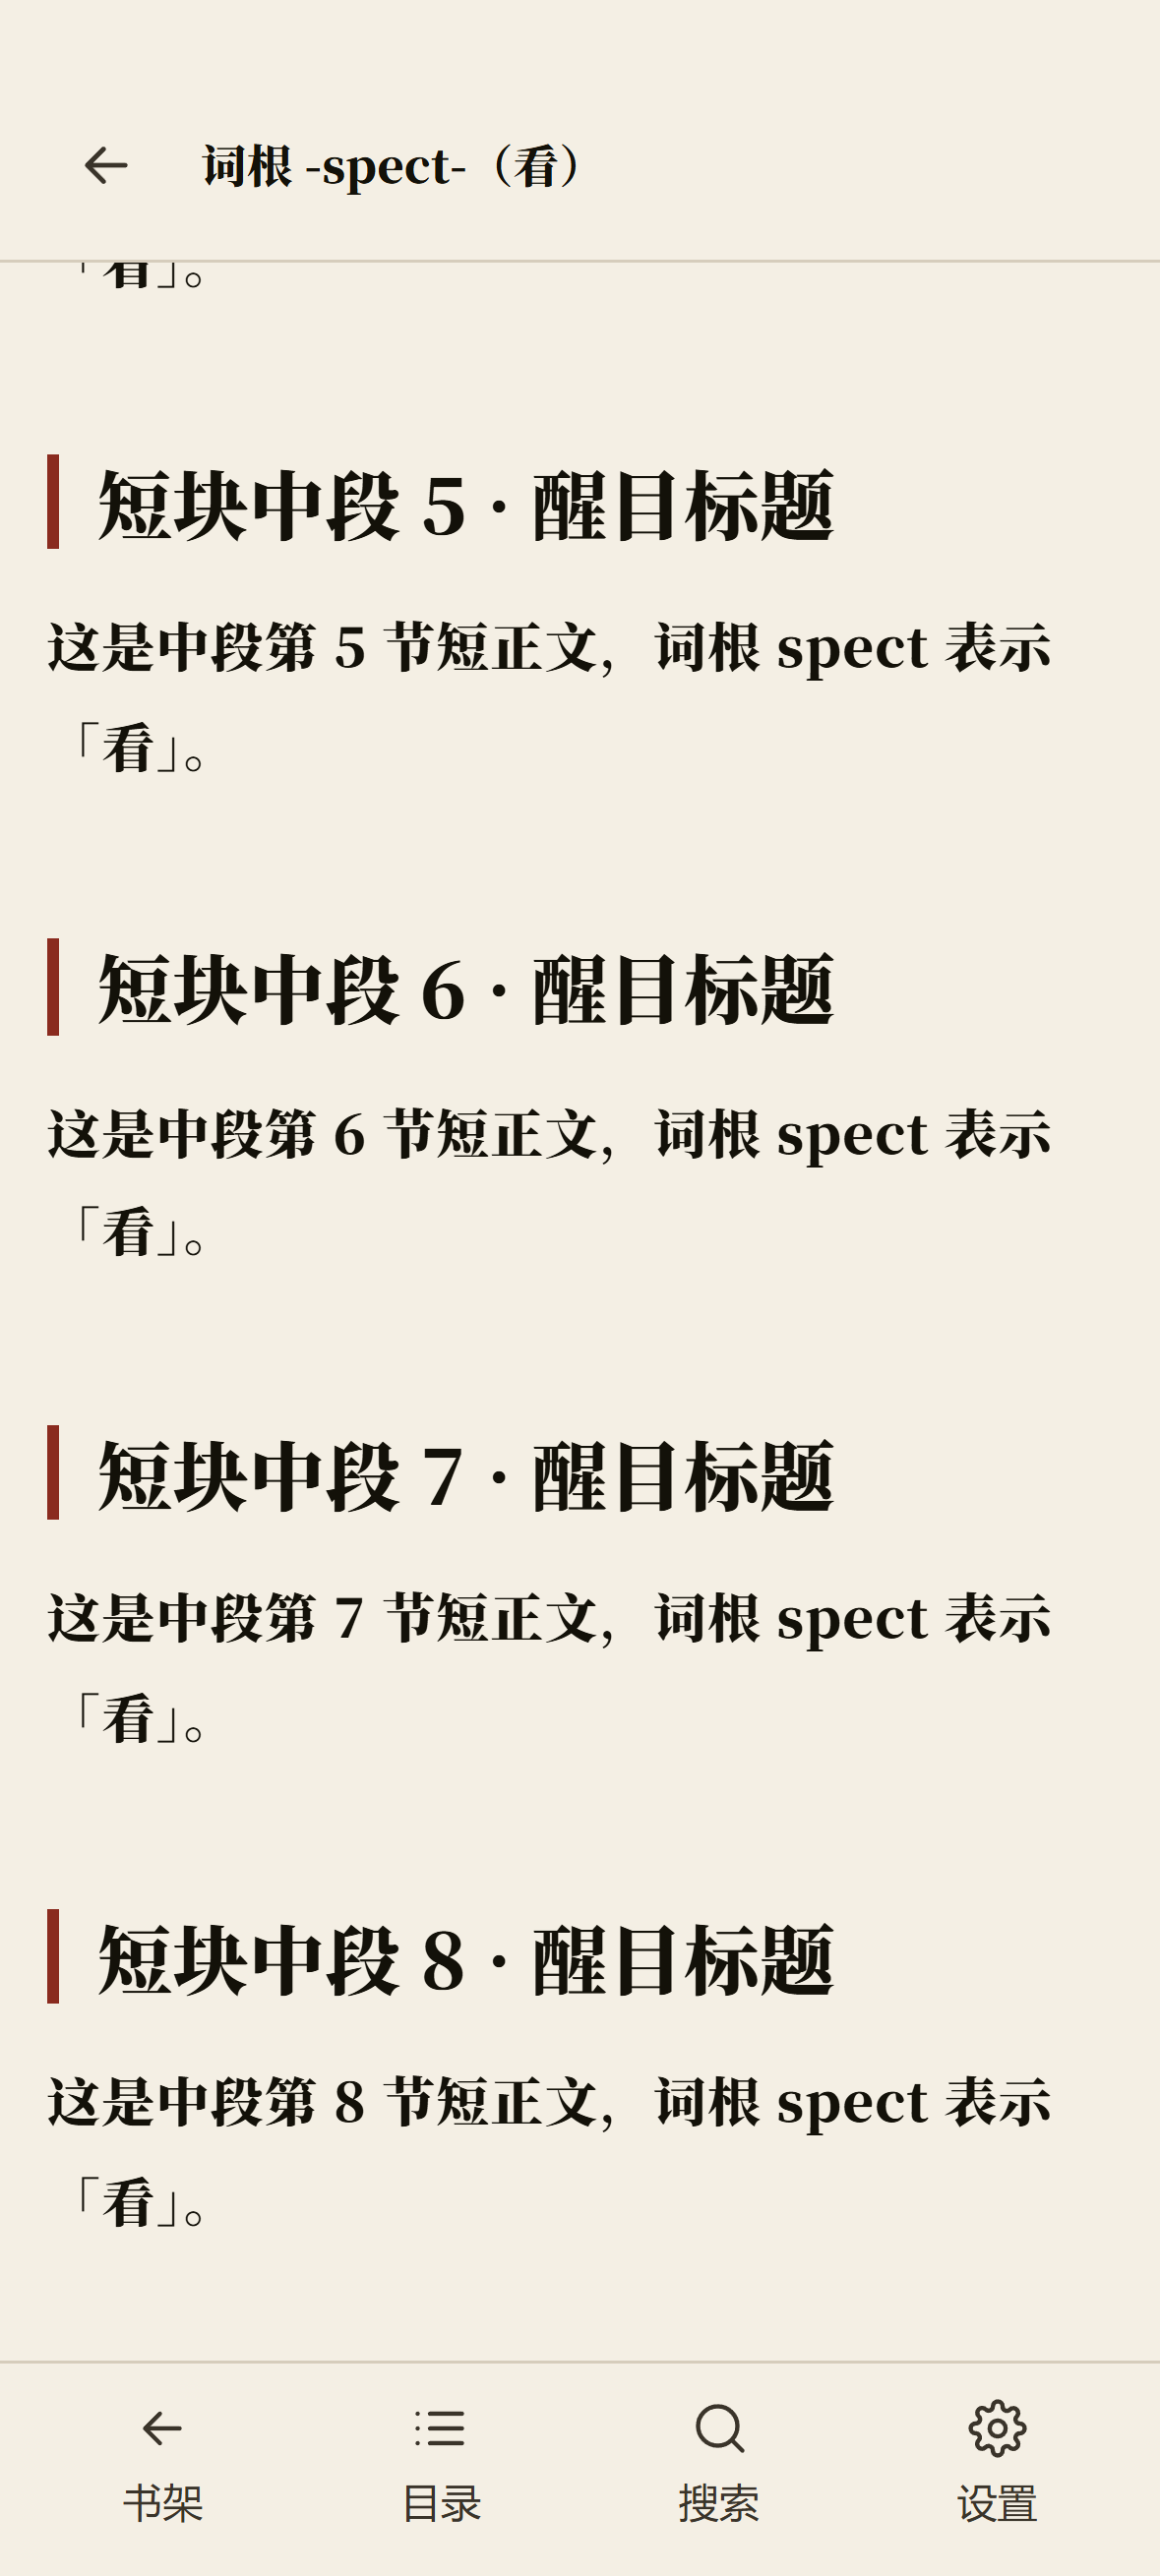 词根 -spect-（看）
「看」。
短块中段 5 · 醒目标题
这是中段第 5 节短正文，词根 spect 表示
「看」。
短块中段 6 · 醒目标题
这是中段第 6 节短正文，词根 spect 表示
「看」。
短块中段 7 · 醒目标题
这是中段第 7 节短正文，词根 spect 表示
「看」。
短块中段 8 · 醒目标题
这是中段第 8 节短正文，词根 spect 表示
「看」。
书架 目录 搜索 设置